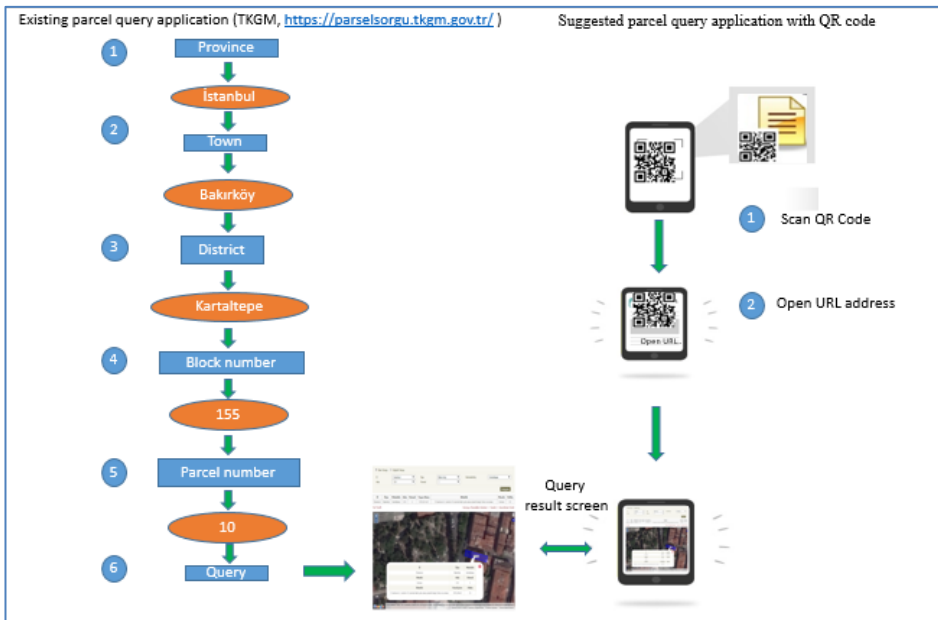 Existing parcel query application (TKGM, https://parselsorgu.tkgm.gov.tr/ )
1
Province
İstanbul
2
Town
Bakırköy
3
District
Kartaltepe
4
Block number
155
5
Parcel number
10
6
Query
Suggested parcel query application with QR code
1
Scan QR Code
2
Open URL address
Open URL..
Query
result screen